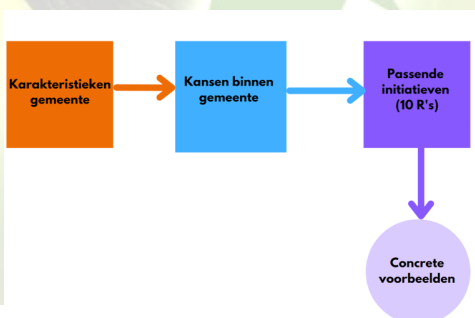 Karakteristieken
gemeente
Kansen binnen
gemeente
Passende
initiatieven
(10 R's)
Concrete
voorbeelden